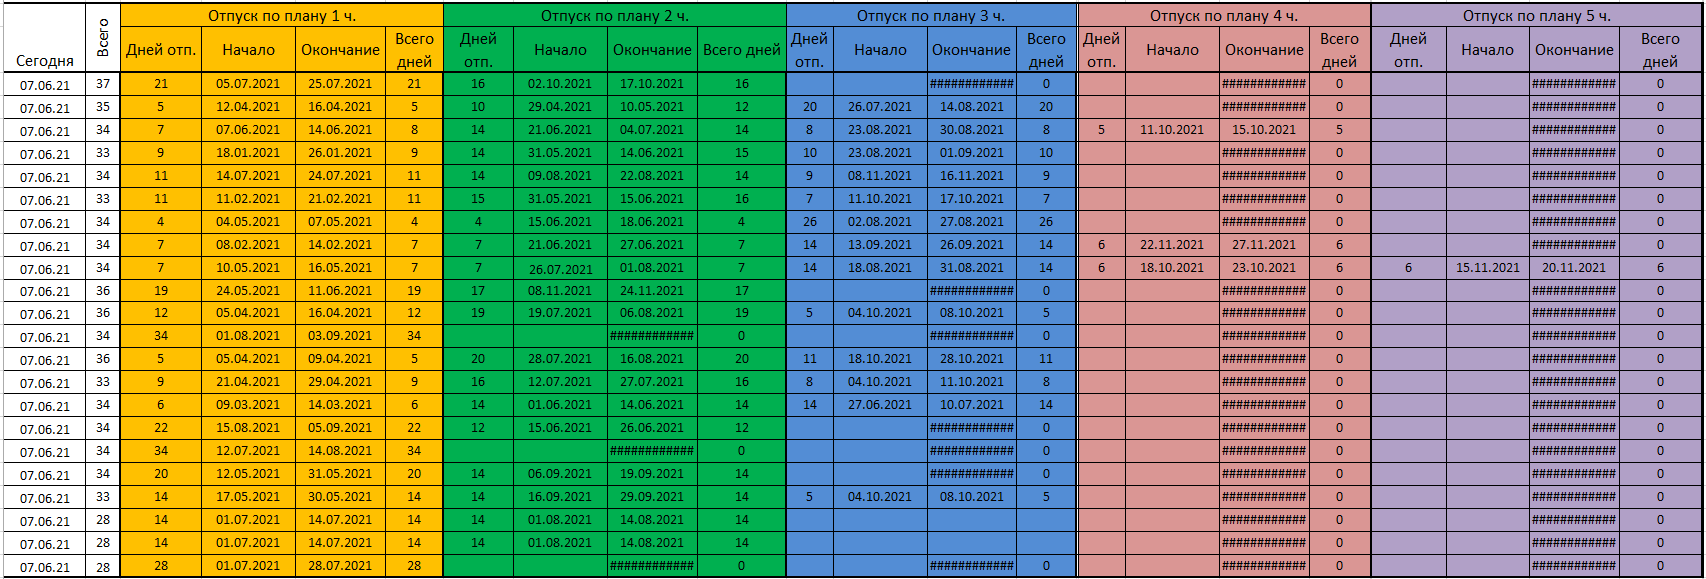 Отпуск по плану 1 ч. Отпуск по плану 2 ч. Отпуск по плану 3 ч. Отпуск по плану 4 ч. Отпуск по плану 5 ч.
Сегодня Всего Дней отп. Начало Окончание Всего дней Дней отп. Начало Окончание Всего дней Дней отп. Начало Окончание Всего дней Дней отп. Начало Окончание Всего дней Дней отп. Начало Окончание Всего дней
07.06.21 37 21 05.07.2021 25.07.2021 21 16 02.10.2021 17.10.2021 16 ############ 0 ############ 0 ############ 0
07.06.21 35 5 12.04.2021 16.04.2021 5 10 29.04.2021 10.05.2021 12 20 26.07.2021 14.08.2021 20 ############ 0 ############ 0
07.06.21 34 7 07.06.2021 14.06.2021 8 14 21.06.2021 04.07.2021 14 8 23.08.2021 30.08.2021 8 5 11.10.2021 15.10.2021 5 ############ 0
07.06.21 33 9 18.01.2021 26.01.2021 9 14 31.05.2021 14.06.2021 15 10 23.08.2021 01.09.2021 10 ############ 0 ############ 0
07.06.21 34 11 14.07.2021 24.07.2021 11 14 09.08.2021 22.08.2021 14 9 08.11.2021 16.11.2021 9 ############ 0 ############ 0
07.06.21 33 11 11.02.2021 21.02.2021 11 15 31.05.2021 15.06.2021 16 7 11.10.2021 17.10.2021 7 ############ 0 ############ 0
07.06.21 34 4 04.05.2021 07.05.2021 4 4 15.06.2021 18.06.2021 4 26 02.08.2021 27.08.2021 26 ############ 0 ############ 0
07.06.21 34 7 08.02.2021 14.02.2021 7 7 21.06.2021 27.06.2021 7 14 13.09.2021 26.09.2021 14 6 22.11.2021 27.11.2021 6 ############ 0
07.06.21 34 7 10.05.2021 16.05.2021 7 7 26.07.2021 01.08.2021 7 14 18.08.2021 31.08.2021 14 6 18.10.2021 23.10.2021 6 6 15.11.2021 20.11.2021 6
07.06.21 36 19 24.05.2021 11.06.2021 19 17 08.11.2021 24.11.2021 17 ############ 0 ############ 0 ############ 0
07.06.21 36 12 05.04.2021 16.04.2021 12 19 19.07.2021 06.08.2021 19 5 04.10.2021 08.10.2021 5 ############ 0 ############ 0
07.06.21 34 34 01.08.2021 03.09.2021 34 ############ 0 ############ 0 ############ 0 ############ 0
07.06.21 36 5 05.04.2021 09.04.2021 5 20 28.07.2021 16.08.2021 20 11 18.10.2021 28.10.2021 11 ############ 0 ############ 0
07.06.21 33 9 21.04.2021 29.04.2021 9 16 12.07.2021 27.07.2021 16 8 04.10.2021 11.10.2021 8 ############ 0 ############ 0
07.06.21 34 6 09.03.2021 14.03.2021 6 14 01.06.2021 14.06.2021 14 14 27.06.2021 10.07.2021 14 ############ 0 ############ 0
07.06.21 34 22 15.08.2021 05.09.2021 22 12 15.06.2021 26.06.2021 12 ############ 0 ############ 0 ############ 0
07.06.21 34 34 12.07.2021 14.08.2021 34 ############ 0 ############ 0 ############ 0 ############ 0
07.06.21 34 20 12.05.2021 31.05.2021 20 14 06.09.2021 19.09.2021 14 ############ 0 ############ 0 ############ 0
07.06.21 33 14 17.05.2021 30.05.2021 14 14 16.09.2021 29.09.2021 14 5 04.10.2021 08.10.2021 5 ############ 0 ############ 0
07.06.21 28 14 01.07.2021 14.07.2021 14 14 01.08.2021 14.08.2021 14 ############ 0 ############ 0
07.06.21 28 14 01.07.2021 14.07.2021 14 14 01.08.2021 14.08.2021 14 ############ 0 ############ 0
07.06.21 28 28 01.07.2021 28.07.2021 28 ############ 0 ############ 0 ############ 0 ############ 0